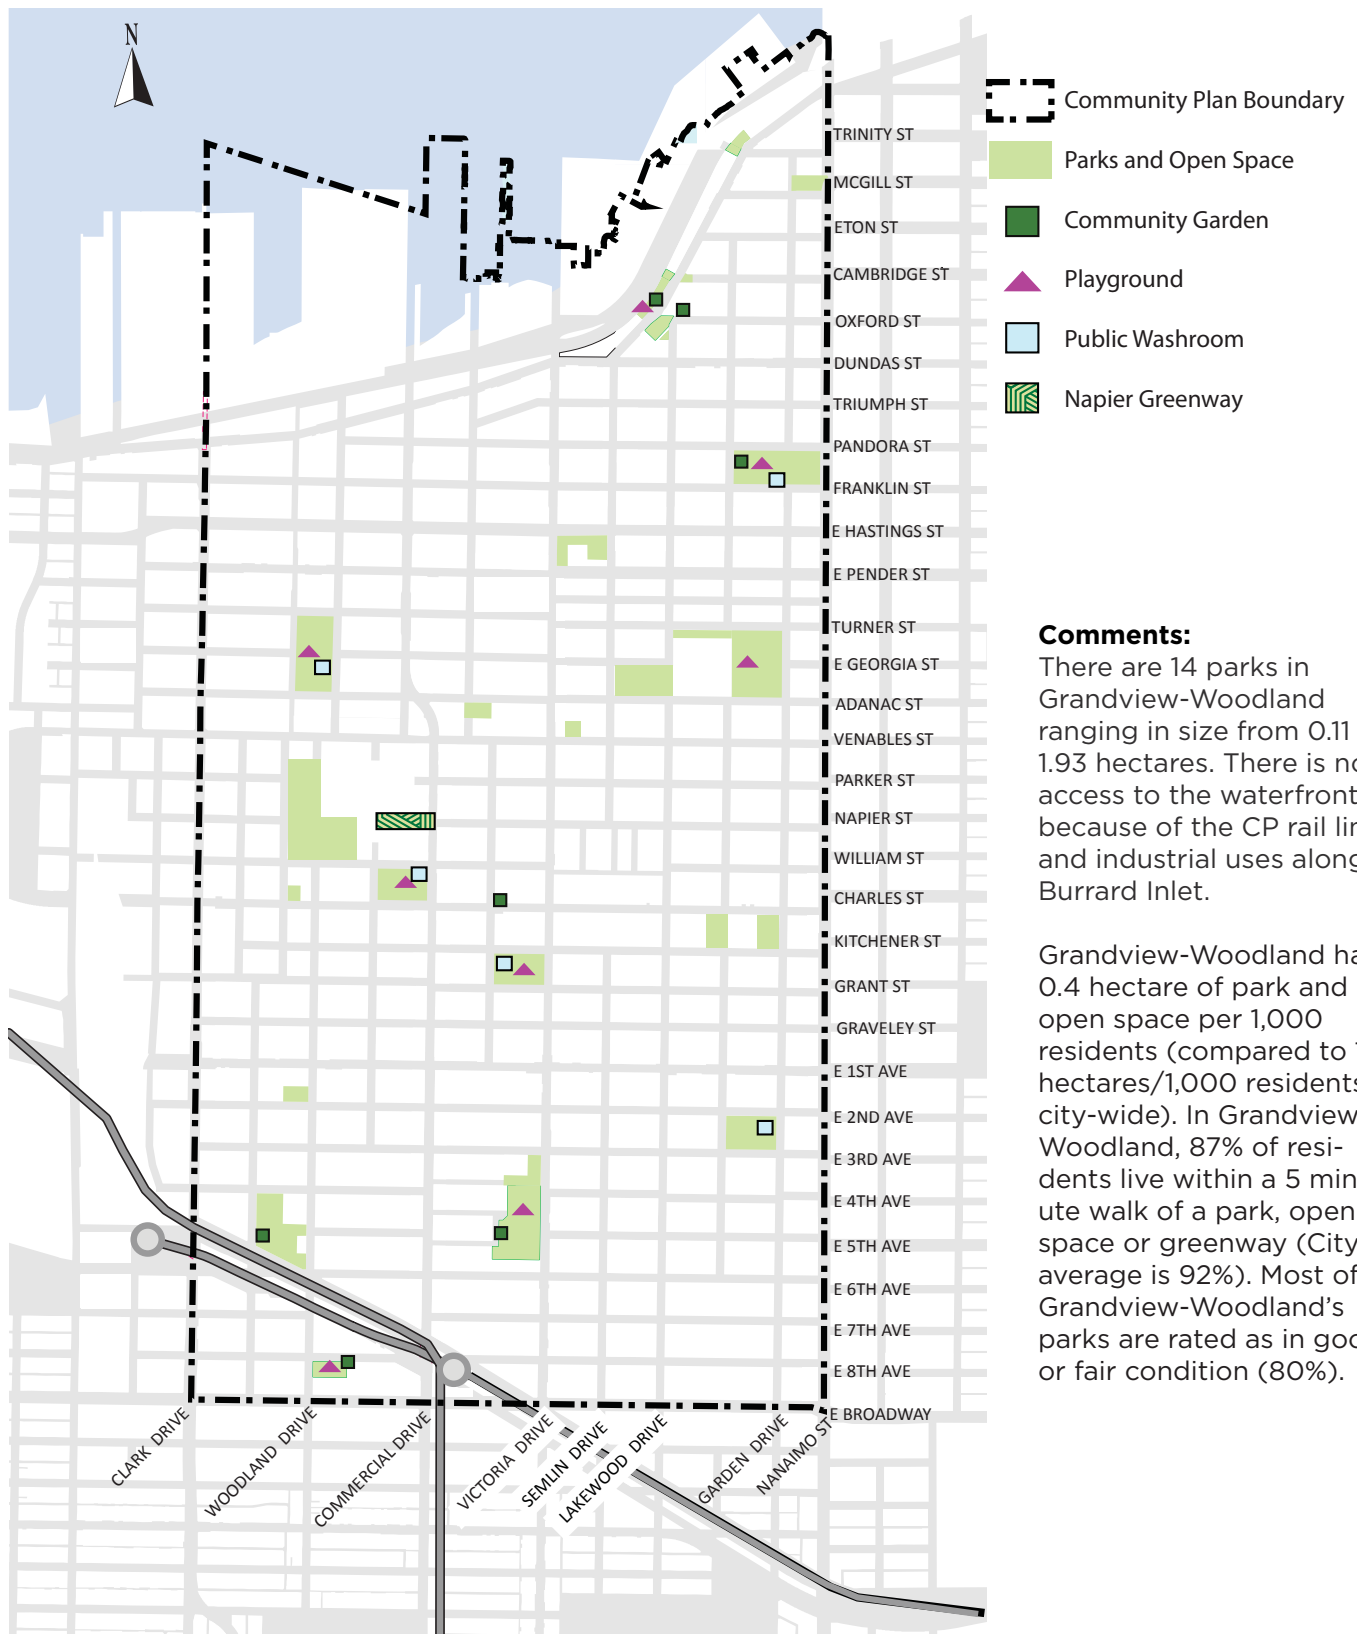 N
Community Plan Boundary
Parks and Open Space
Community Garden
Playground
Public Washroom
Napier Greenway
TRINITY ST
MCGILL ST
ETON ST
CAMBRIDGE ST
OXFORD ST
DUNDAS ST
TRIUMPH ST
PANDORA ST
FRANKLIN ST
E HASTINGS ST
E PENDER ST
TURNER ST
E GEORGIA ST
ADANAC ST
VENABLES ST
PARKER ST
NAPIER ST
WILLIAM ST
CHARLES ST
KITCHENER ST
GRANT ST
GRAVELEY ST
E 1ST AVE
E 2ND AVE
E 3RD AVE
E 4TH AVE
E 5TH AVE
E 6TH AVE
E 7TH AVE
E 8TH AVE
E BROADWAY
CLARK DRIVE
WOODLAND DRIVE
COMMERCIAL DRIVE
VICTORIA DRIVE
SEMLIN DRIVE
LAKEWOOD DRIVE
GARDEN DRIVE
NANAIMO ST
Comments:
There are 14 parks in
Grandview-Woodland
ranging in size from 0.11
1.93 hectares. There is no
access to the waterfront
because of the CP rail
and industrial uses along
Burrard Inlet.
Grandview-Woodland
0.4 hectare of park and
open space per 1,000
residents (compared to
hectares/1,000 residents
city-wide). In Grandview
Woodland, 87% of resi-
dents live within a 5 min
ute walk of a park, open
space or greenway (City
average is 92%). Most of
Grandview-Woodland's
parks are rated as in
or fair condition (80%).